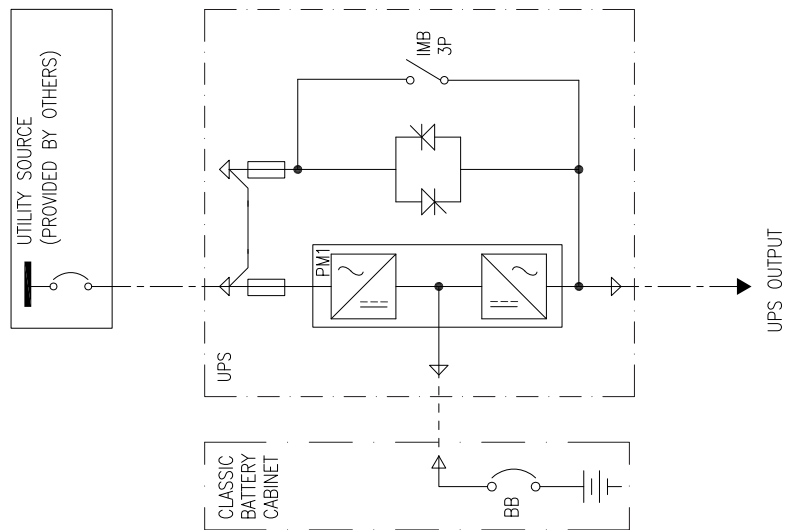 UTILITY SOURCE
(PROVIDED BY OTHERS)
UPS
IMB
3P
PM1
UPS OUTPUT
CLASSIC
BATTERY
CABINET
BB